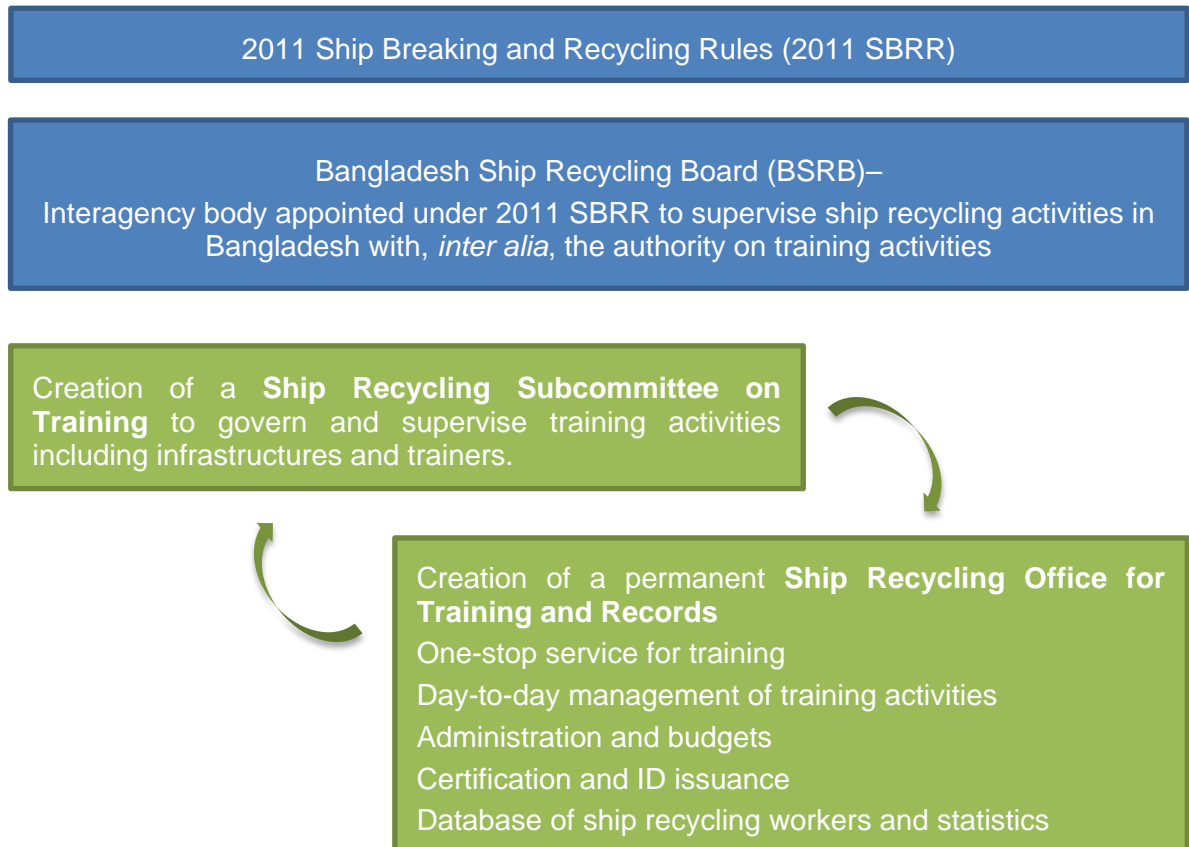 2011 Ship Breaking and Recycling Rules (2011 SBRR)
Bangladesh Ship Recycling Board (BSRB)–
Interagency body appointed under 2011 SBRR to supervise ship recycling activities in
Bangladesh with, inter alia, the authority on training activities
Creation of a Ship Recycling Subcommittee on
Training to govern and supervise training activities
including infrastructures and trainers.
Creation of a permanent Ship Recycling Office for
Training and Records
One-stop service for training
Day-to-day management of training activities
Administration and budgets
Certification and ID issuance
Database of ship recycling workers and statistics